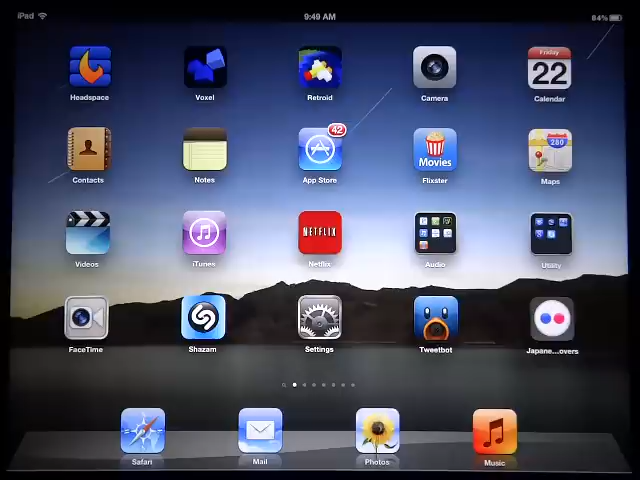 iPad 9:49 AM 84%
Friday
22
Headspace Voxel Retroid Camera Calendar
42
280
Movies
Contacts Notes App Store Flixster Maps
NETFLIX
Videos iTunes Netflix Audio Utility
FaceTime Shazam Settings Tweetbot Japane...overs
Safari Mail Photos Music